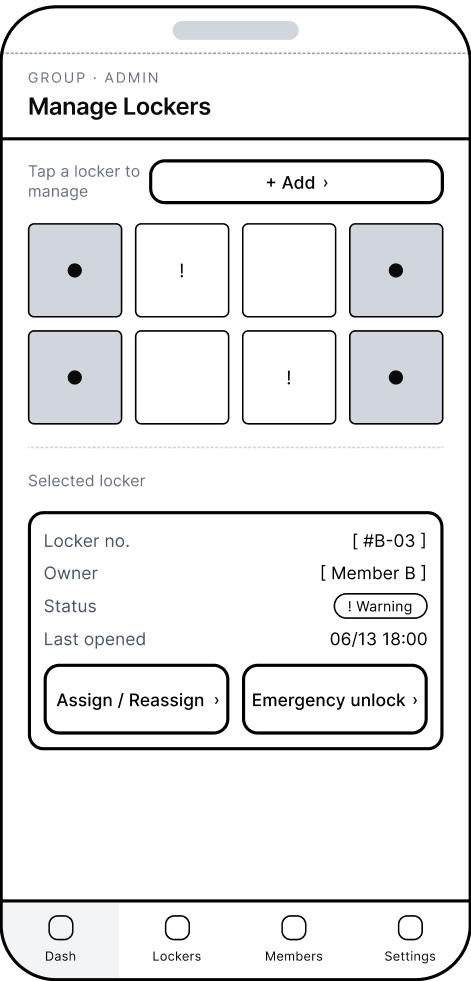 GROUP · ADMIN
Manage Lockers
Tap a locker to
manage
+ Add ›
!
!
Selected locker
Locker no. [ #B-03 ]
Owner [ Member B ]
Status ! Warning
Last opened 06/13 18:00
Assign / Reassign › Emergency unlock ›
Dash Lockers Members Settings